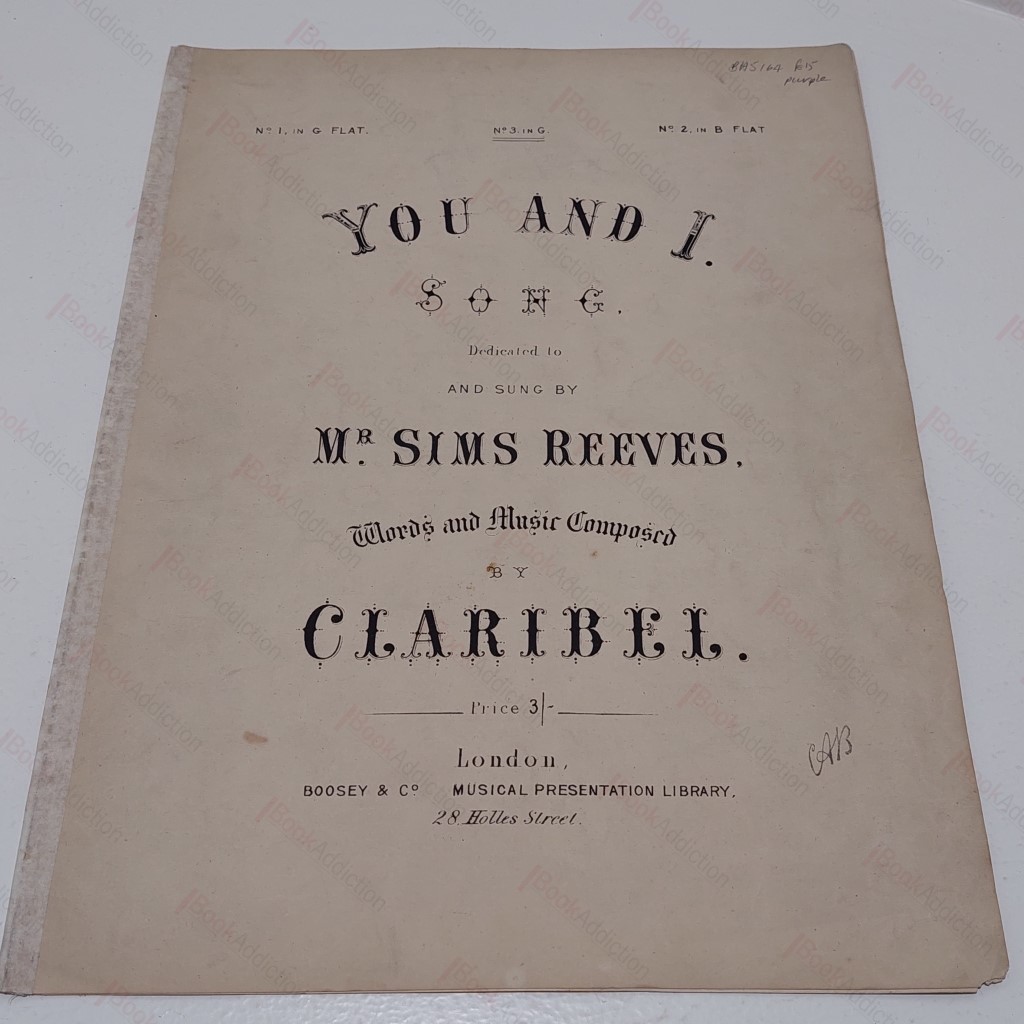 BAS164 £15
purple
No 1, IN G FLAT. No 3. IN G. No 2, IN B FLAT
YOU AND I.
SONG.
Dedicated to
AND SUNG BY
MR. SIMS REEVES.
Words and Music Composed
BY
CLARIBEL.
Price 3/-
London,
BOOSEY & Co MUSICAL PRESENTATION LIBRARY.
28, Holles Street.
CAB
BookAddiction